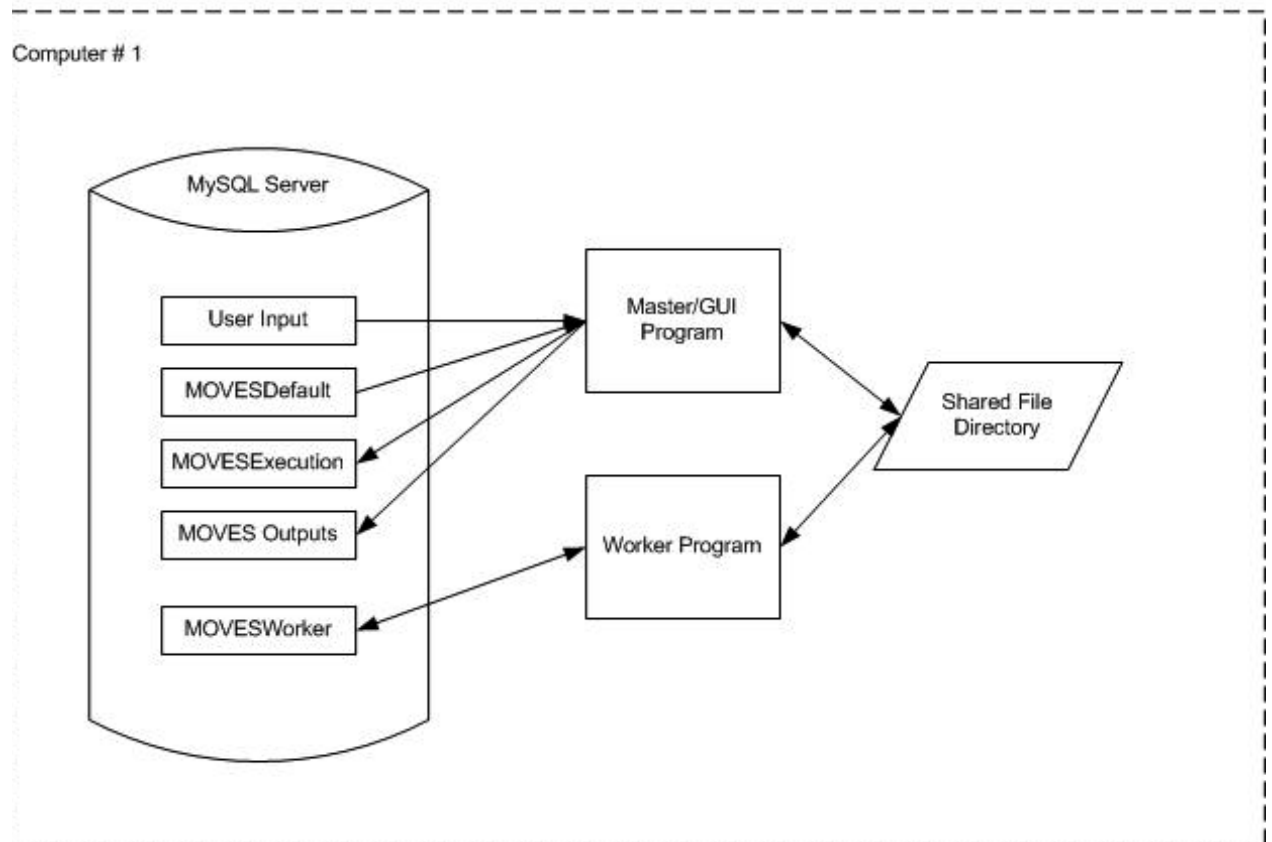 Computer # 1
MySQL Server
User Input
MOVESDefault
MOVESExecution
MOVES Outputs
MOVESWorker
Master/GUI
Program
Worker Program
Shared File
Directory